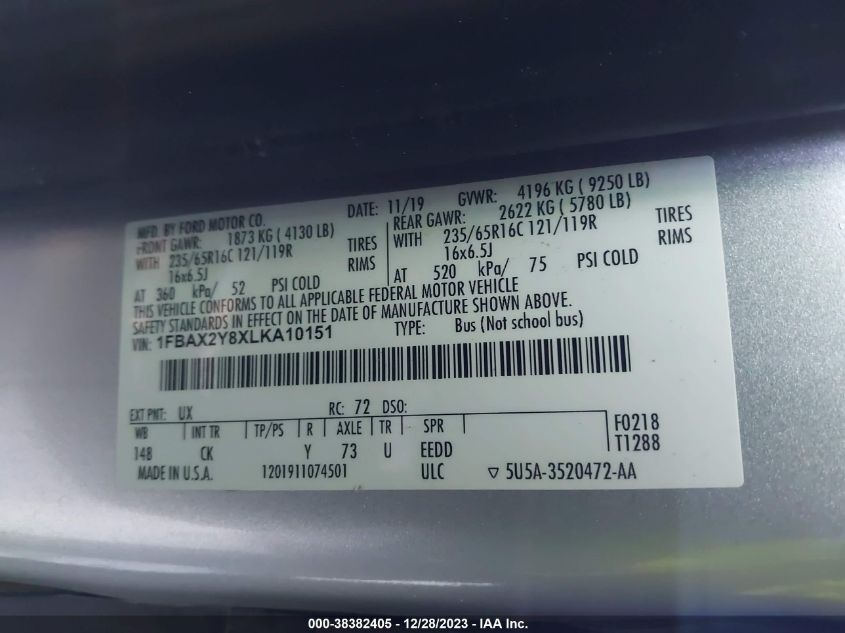 MFD. BY FORD MOTOR CO.
DATE: 11/19 GVWR: 4196 KG ( 9250 LB)
FRONT GAWR: 1873 KG ( 4130 LB)
REAR GAWR: 2622 KG ( 5780 LB)
WITH 235/65R16C 121/119R TIRES
WITH 235/65R16C 121/119R TIRES
16x6.5J RIMS
16x6.5J RIMS
AT 360 kPa/ 52 PSI COLD
AT 520 kPa/ 75 PSI COLD
THIS VEHICLE CONFORMS TO ALL APPLICABLE FEDERAL MOTOR VEHICLE
SAFETY STANDARDS IN EFFECT ON THE DATE OF MANUFACTURE SHOWN ABOVE.
VIN: 1FBAX2Y8XLKA10151 TYPE: Bus (Not school bus)
EXT PNT: UX RC: 72 DSO:
WB INT TR TP/PS R AXLE TR SPR F0218
148 CK Y 73 U EEDD T1288
MADE IN U.S.A. 1201911074501 ULC ▽ 5U5A-3520472-AA
000-38382405 - 12/28/2023 - IAA Inc.